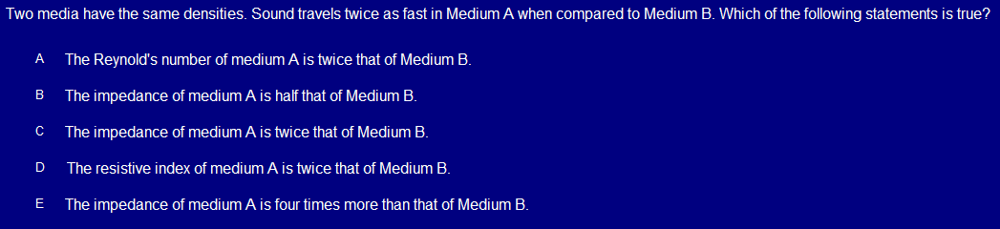 Two media have the same densities. Sound travels twice as fast in Medium A when compared to Medium B. Which of the following statements is true?
A The Reynold's number of medium A is twice that of Medium B.
B The impedance of medium A is half that of Medium B.
C The impedance of medium A is twice that of Medium B.
D The resistive index of medium A is twice that of Medium B.
E The impedance of medium A is four times more than that of Medium B.